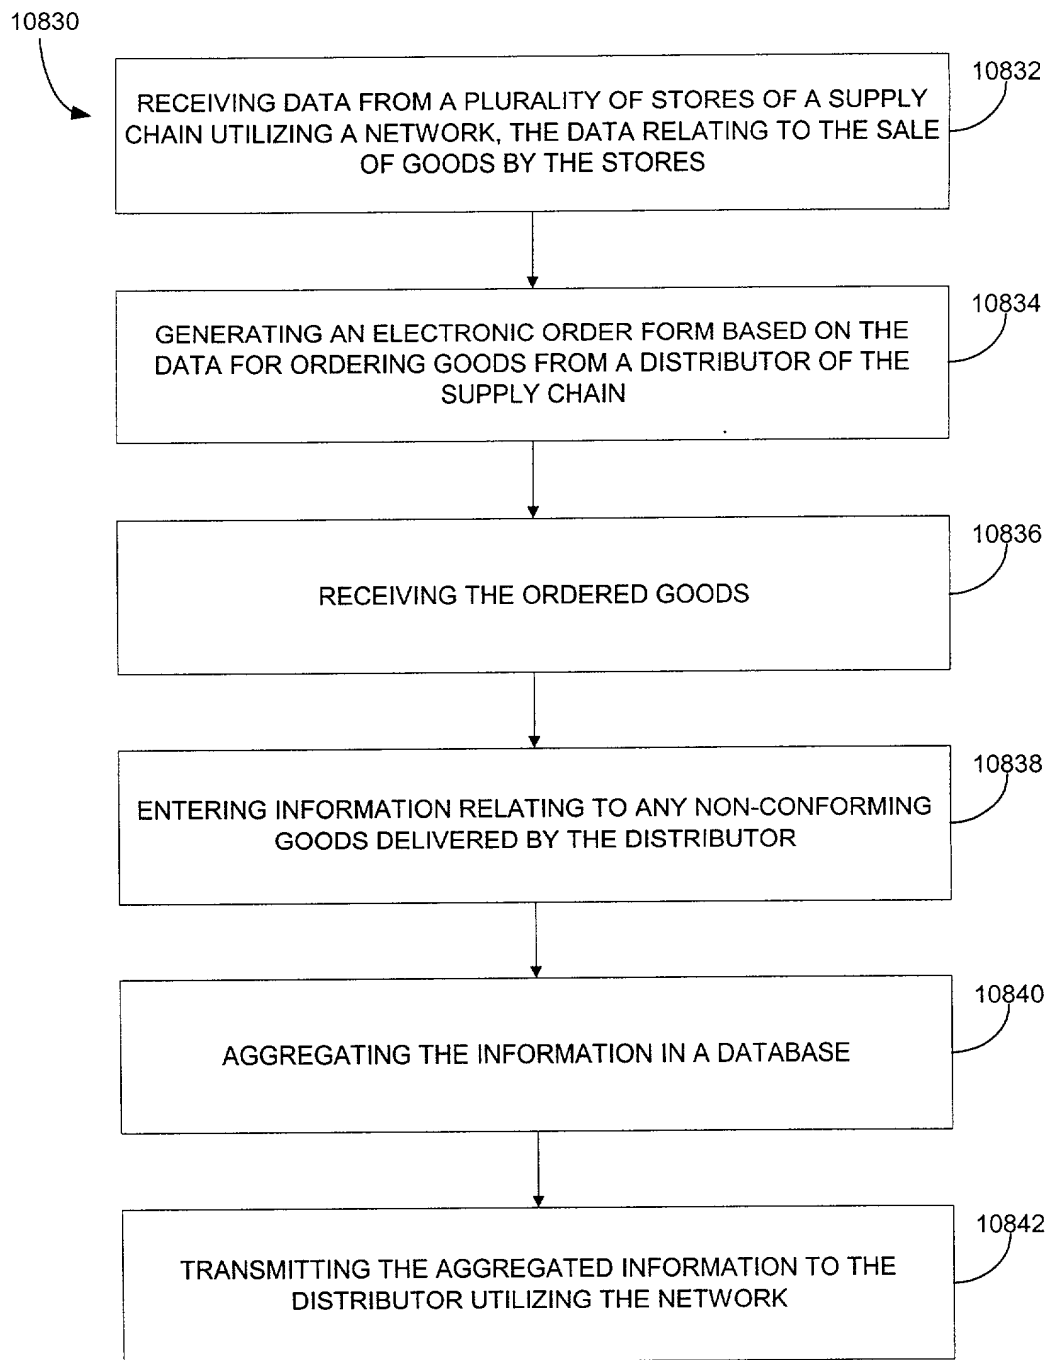 10830
10832
RECEIVING DATA FROM A PLURALITY OF STORES OF A SUPPLY
CHAIN UTILIZING A NETWORK, THE DATA RELATING TO THE SALE
OF GOODS BY THE STORES
10834
GENERATING AN ELECTRONIC ORDER FORM BASED ON THE
DATA FOR ORDERING GOODS FROM A DISTRIBUTOR OF THE
SUPPLY CHAIN
10836
RECEIVING THE ORDERED GOODS
10838
ENTERING INFORMATION RELATING TO ANY NON-CONFORMING
GOODS DELIVERED BY THE DISTRIBUTOR
10840
AGGREGATING THE INFORMATION IN A DATABASE
10842
TRANSMITTING THE AGGREGATED INFORMATION TO THE
DISTRIBUTOR UTILIZING THE NETWORK